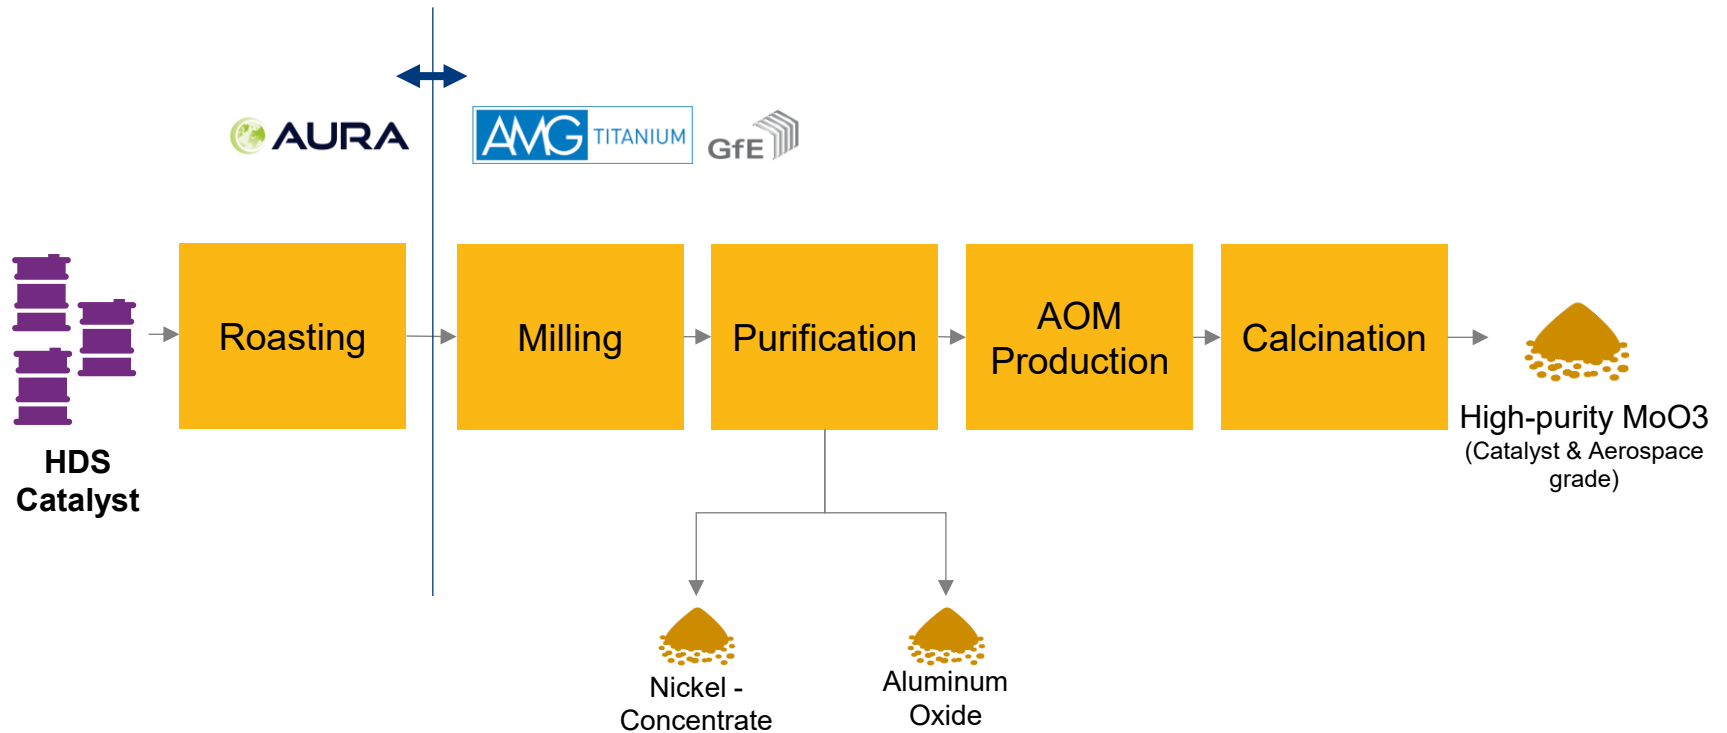 AURA
AMG TITANIUM
GfE
Roasting
Milling
Purification
AOM
Production
Calcination
HDS
Catalyst
High-purity MoO3
(Catalyst & Aerospace
grade)
Nickel -
Concentrate
Aluminum
Oxide